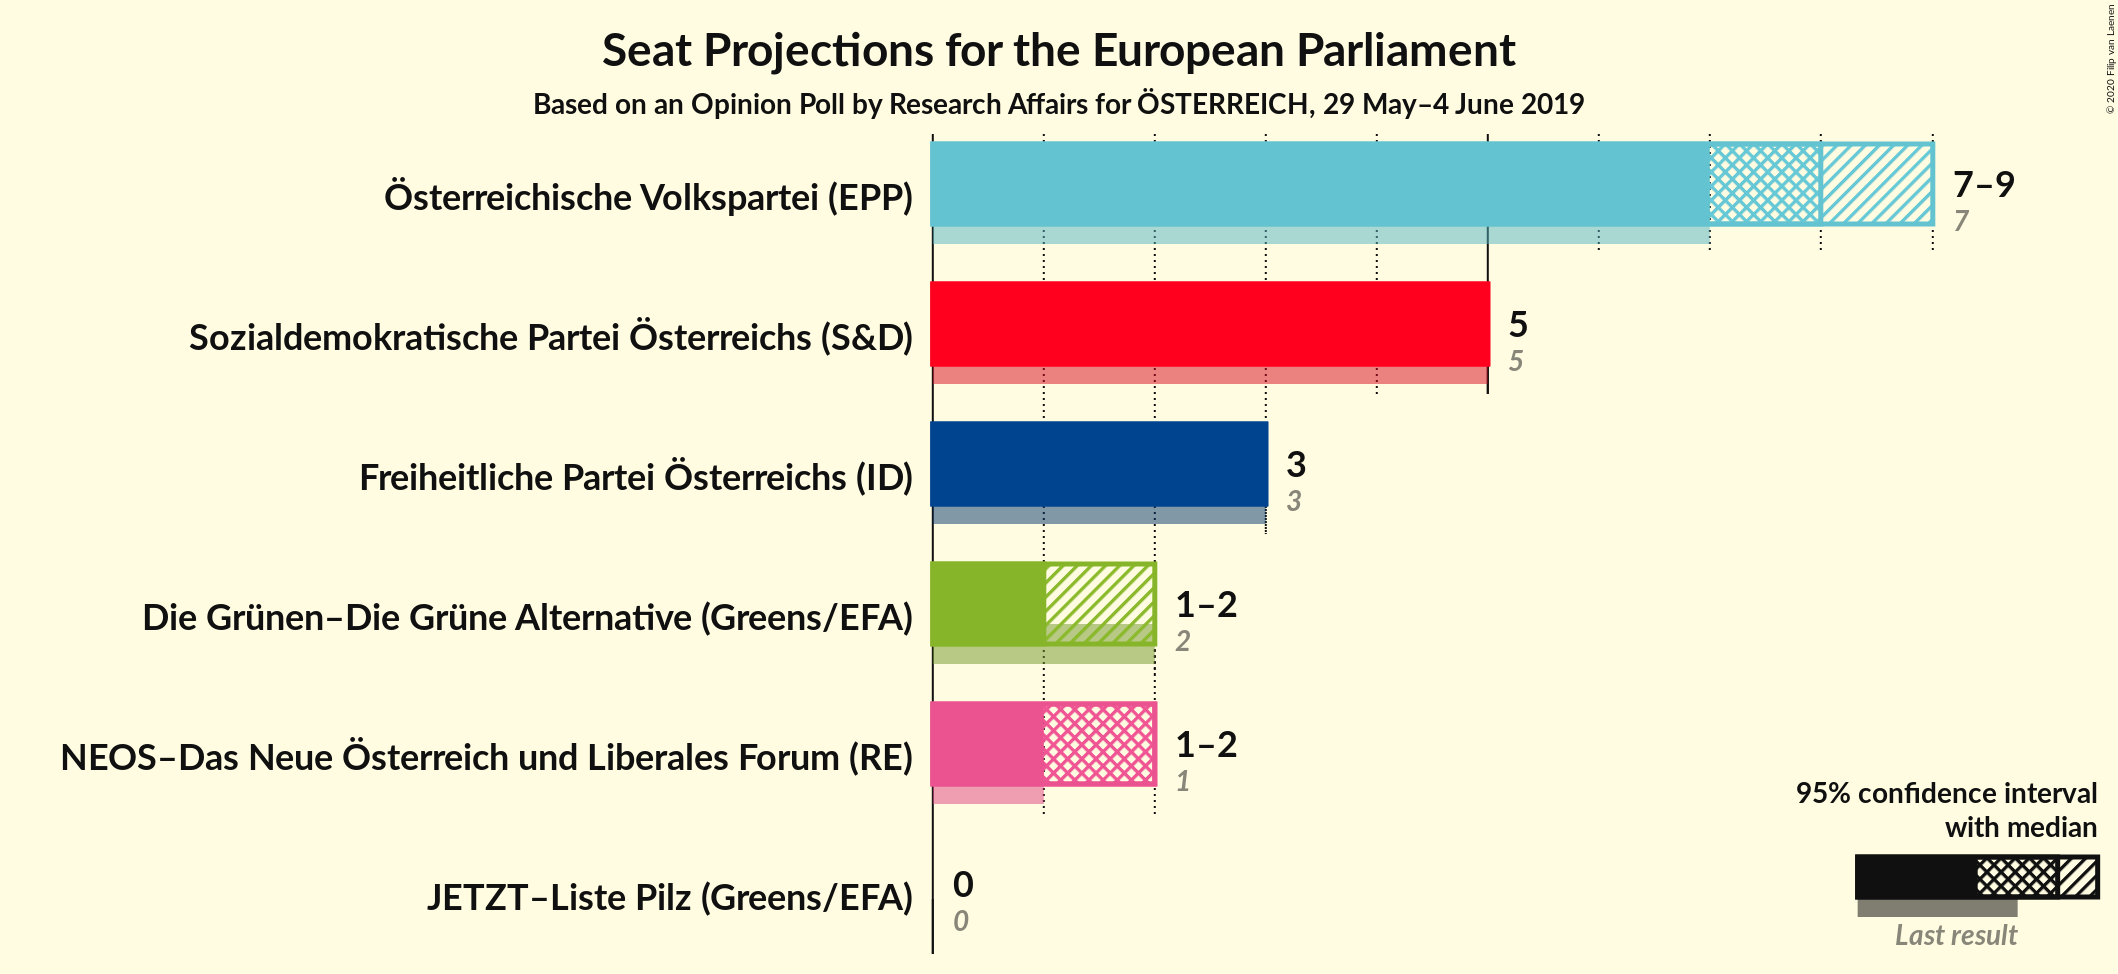 Seat Projections for the European Parliament
Based on an Opinion Poll by Research Affairs for ÖSTERREICH, 29 May–4 June 2019
© 2020 Filip van Laenen
Österreichische Volkspartei (EPP)
7–9
7
Sozialdemokratische Partei Österreichs (S&D)
5
5
Freiheitliche Partei Österreichs (ID)
3
3
Die Grünen–Die Grüne Alternative (Greens/EFA)
1–2
2
NEOS–Das Neue Österreich und Liberales Forum (RE)
1–2
1
JETZT–Liste Pilz (Greens/EFA)
0
0
95% confidence interval
with median
Last result